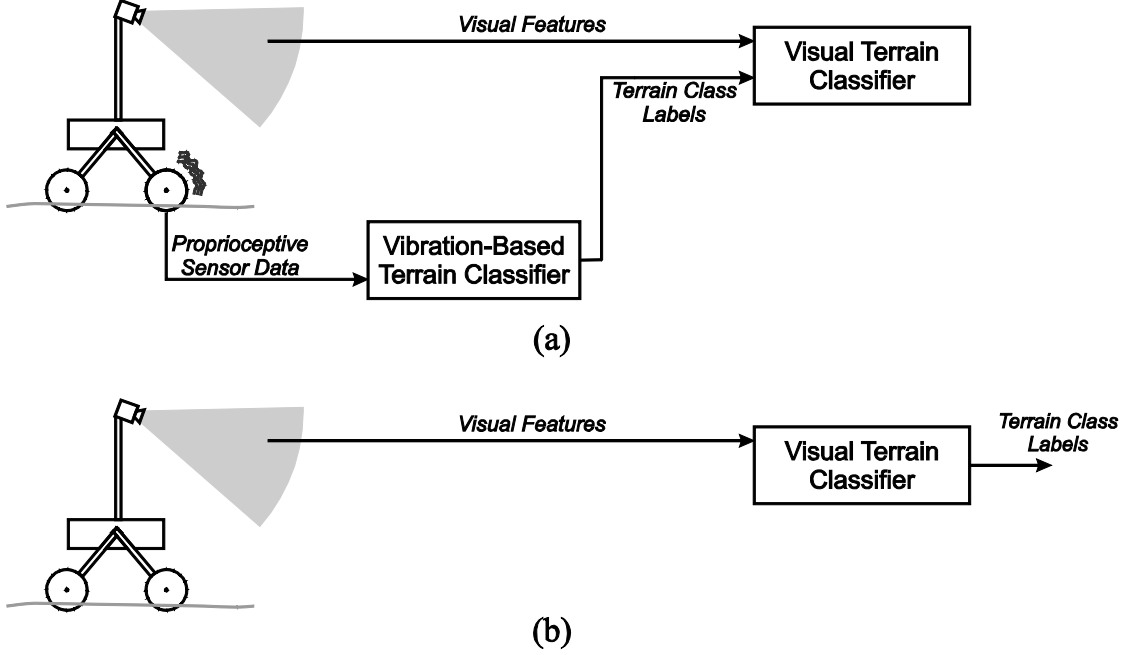 Visual Features
Visual Terrain
Classifier
Terrain Class
Labels
Proprioceptive
Sensor Data
Vibration-Based
Terrain Classifier
(a)
Visual Features
Visual Terrain
Classifier
Terrain Class
Labels
(b)